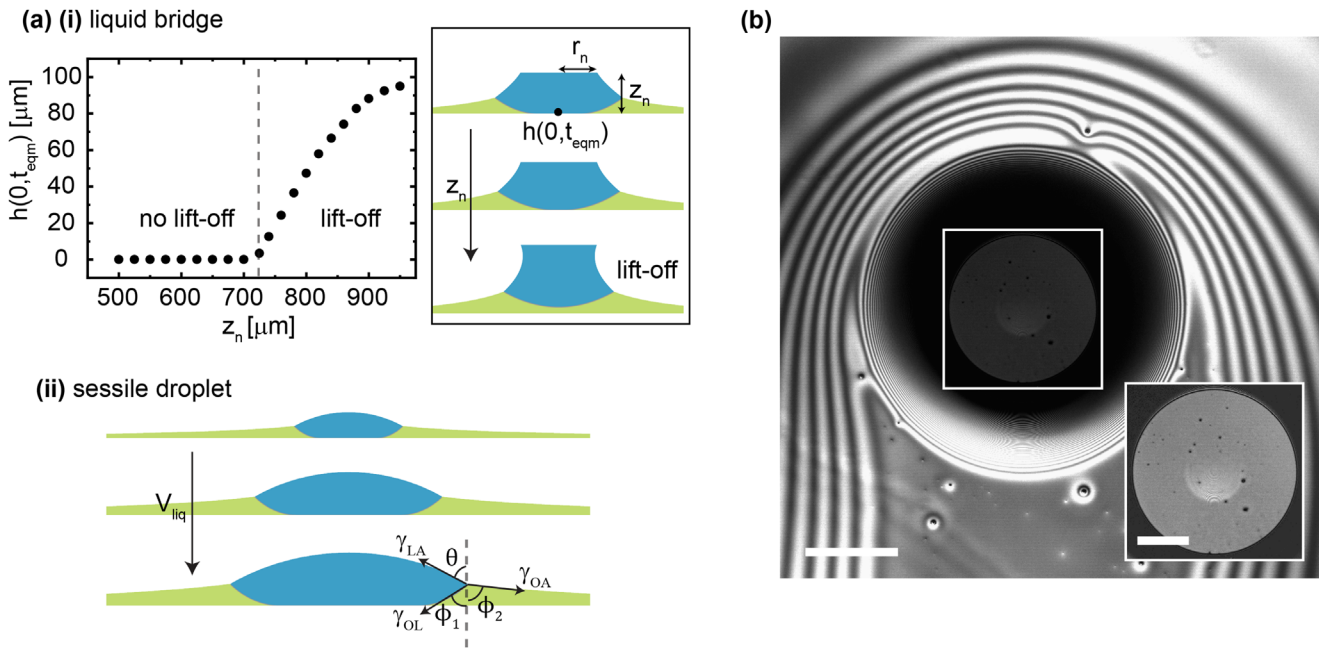 (a) (i) liquid bridge
h(0,t_eqm) [μm]
100
80
60
40
20
0
no lift-off
lift-off
500 600 700 800 900
z_n [μm]
r_n
z_n
h(0,t_eqm)
z_n
lift-off
(ii) sessile droplet
V_liq
γ_LA
θ
γ_OA
γ_OL
ϕ_1
ϕ_2
(b)